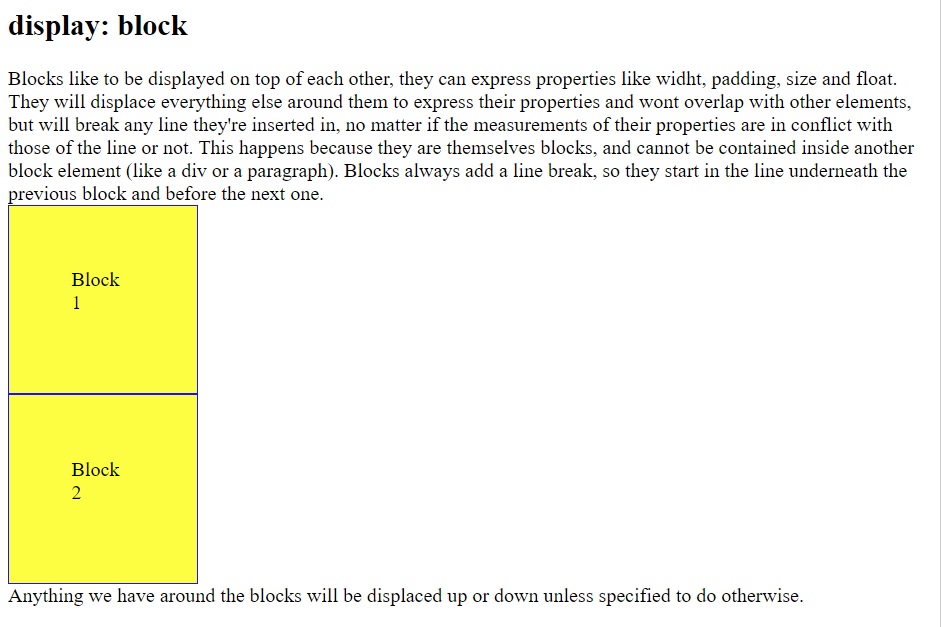 display: block
Blocks like to be displayed on top of each other, they can express properties like widht, padding, size and float.
They will displace everything else around them to express their properties and wont overlap with other elements,
but will break any line they're inserted in, no matter if the measurements of their properties are in conflict with
those of the line or not. This happens because they are themselves blocks, and cannot be contained inside another
block element (like a div or a paragraph). Blocks always add a line break, so they start in the line underneath the
previous block and before the next one.
Block
1
Block
2
Anything we have around the blocks will be displaced up or down unless specified to do otherwise.